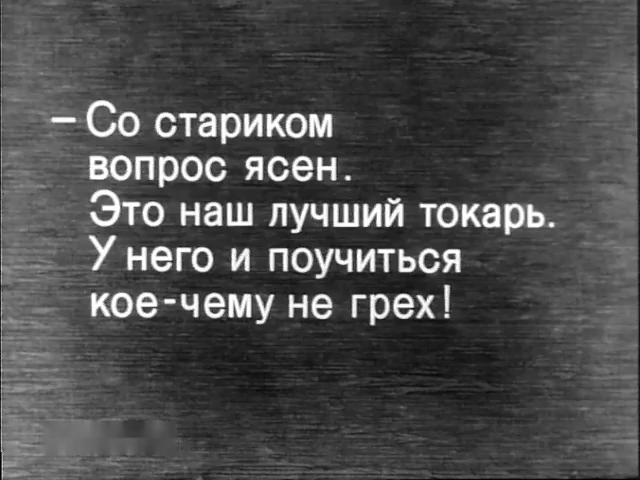 – Со стариком
вопрос ясен.
Это наш лучший токарь.
У него и поучиться
кое-чему не грех!